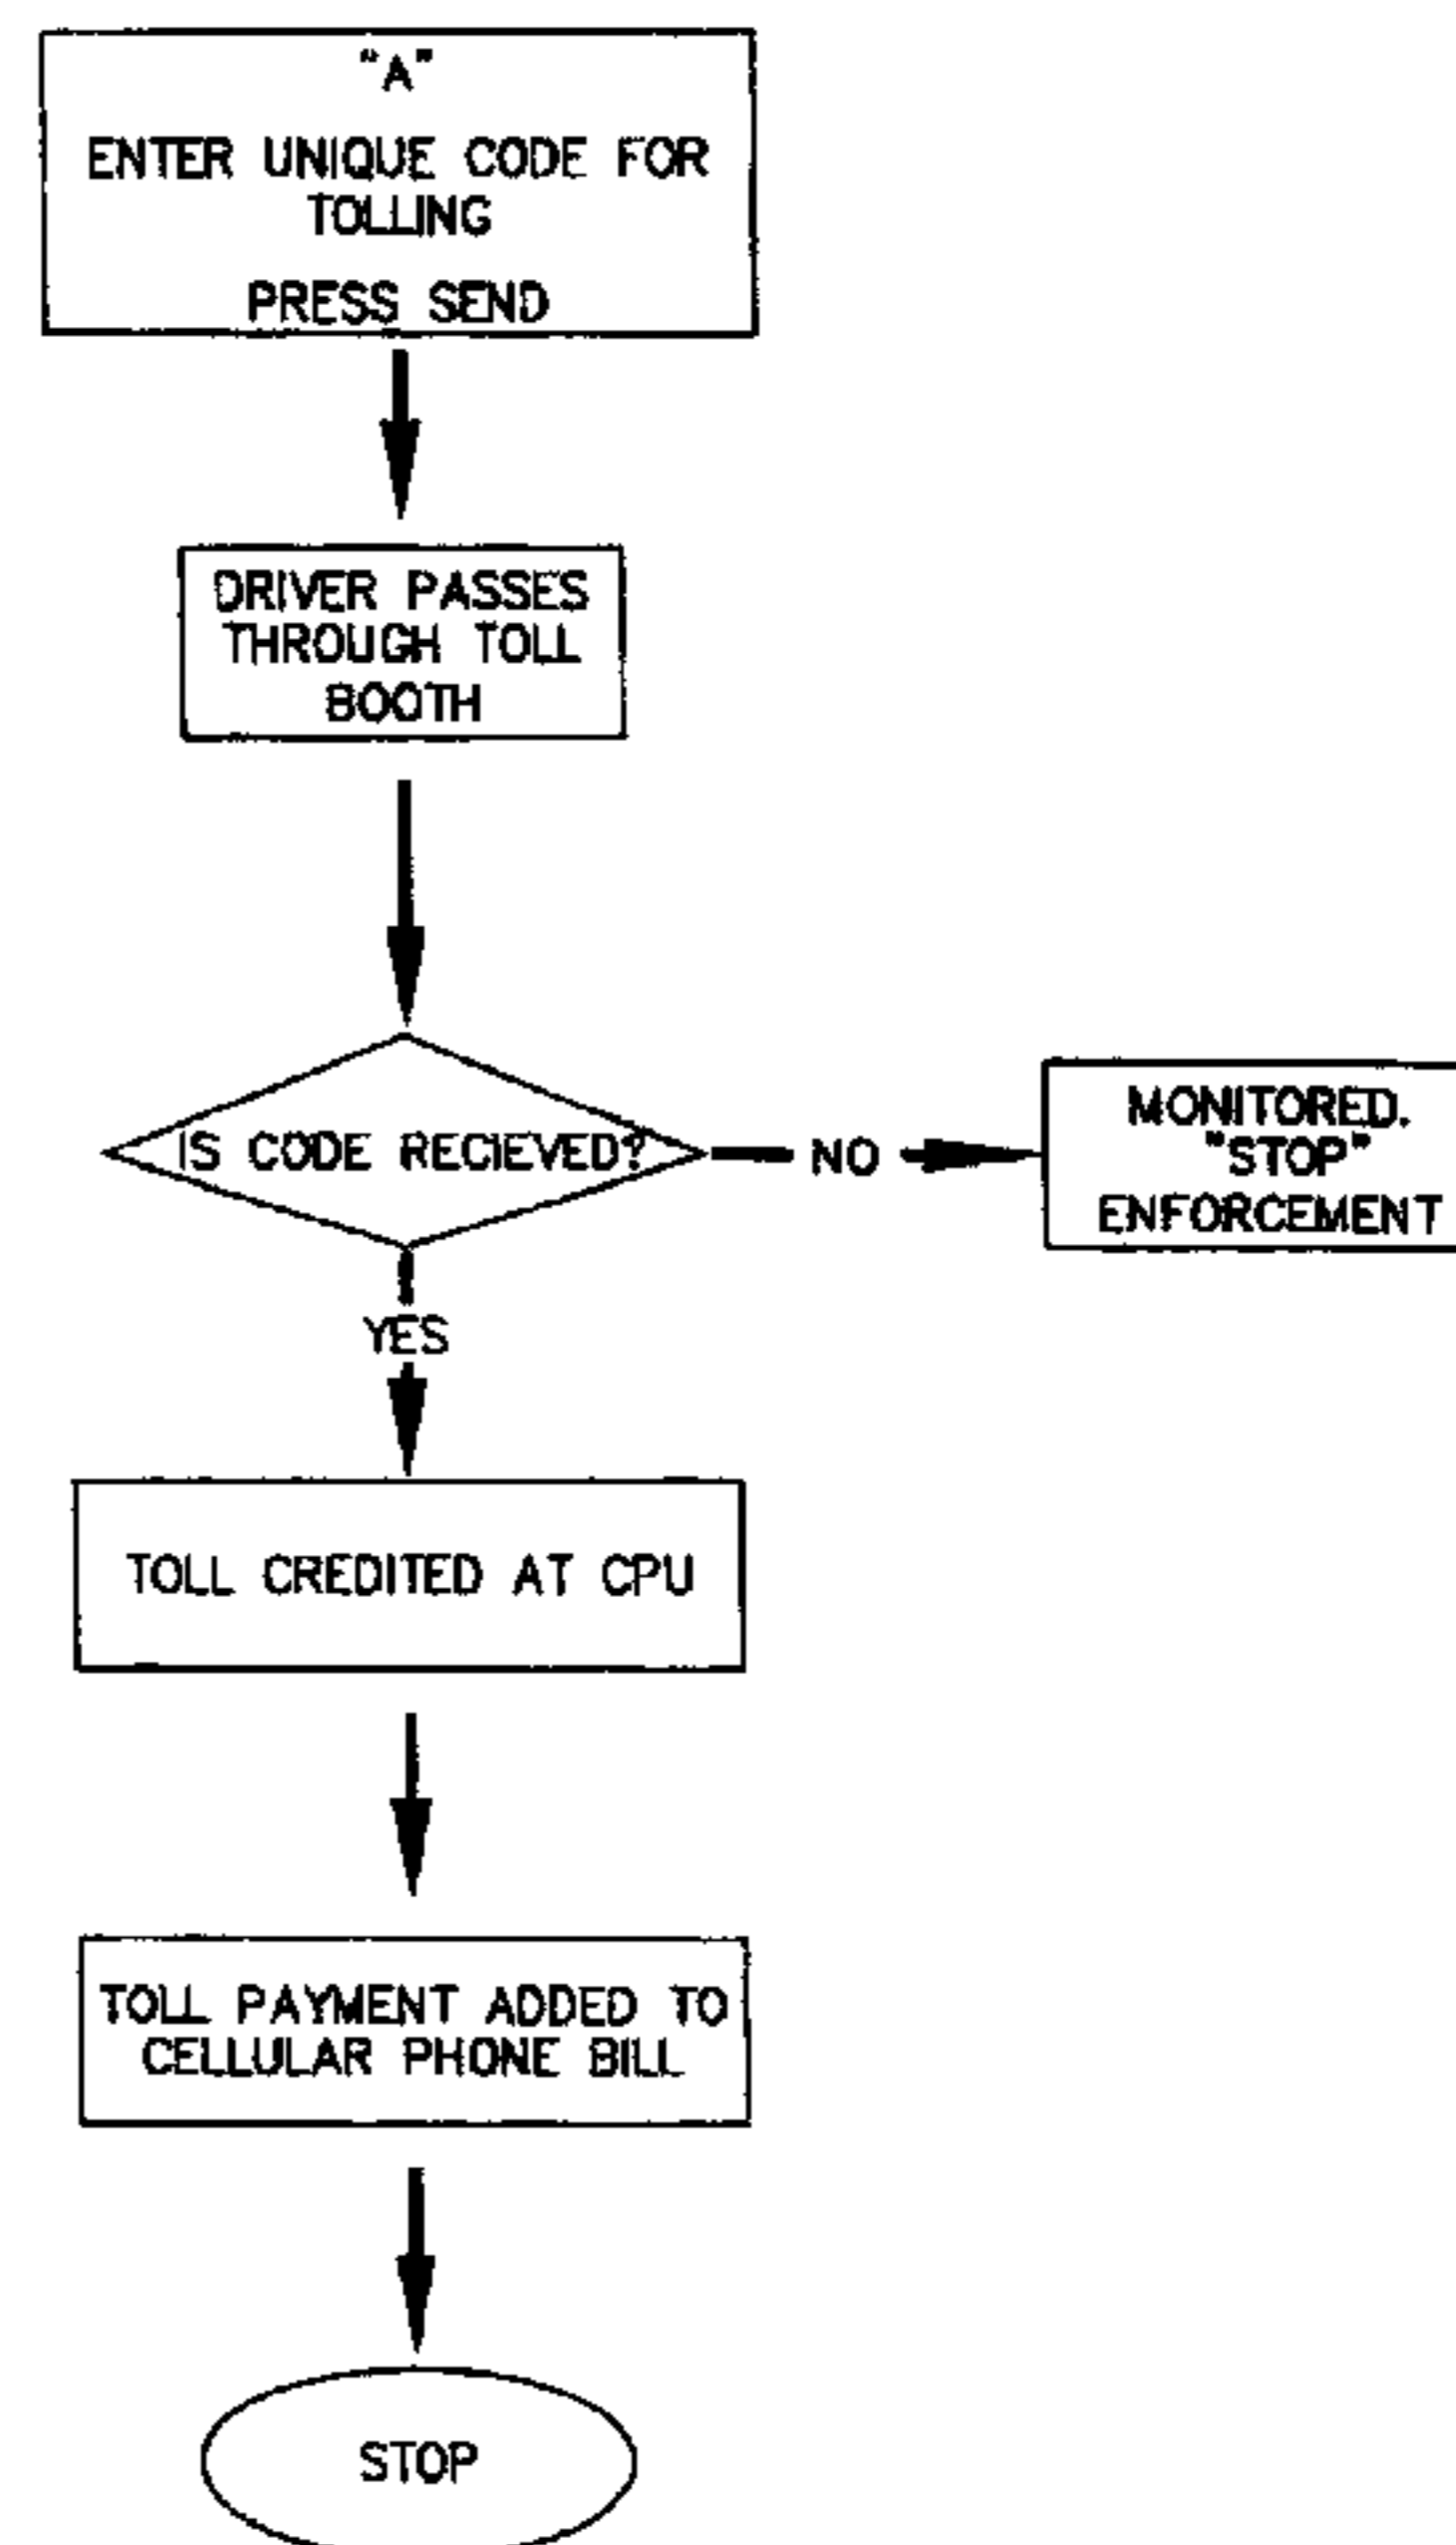 "A"
ENTER UNIQUE CODE FOR
TOLLING
PRESS SEND
DRIVER PASSES
THROUGH TOLL
BOOTH
IS CODE RECIEVED?
NO
MONITORED.
"STOP"
ENFORCEMENT
YES
TOLL CREDITED AT CPU
TOLL PAYMENT ADDED TO
CELLULAR PHONE BILL
STOP